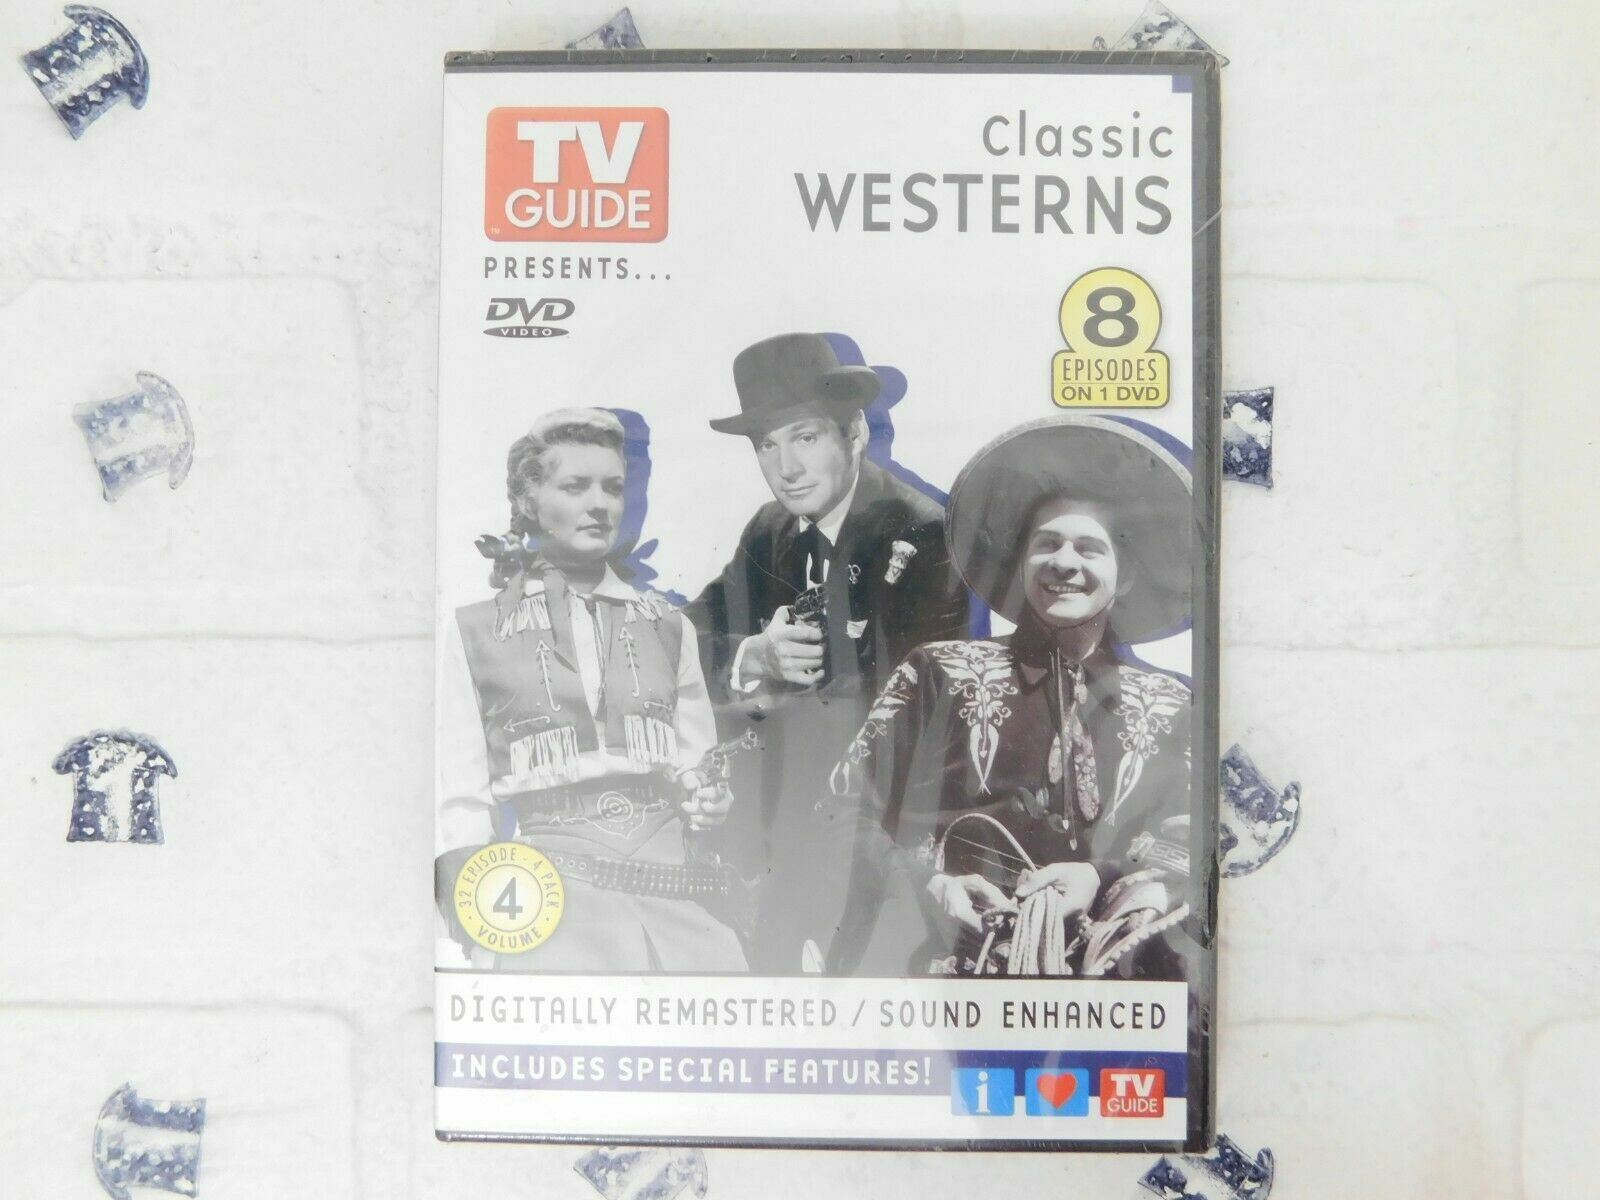 TV
GUIDE
TM
PRESENTS...
DVD
VIDEO
Classic
WESTERNS
8
EPISODES
ON 1 DVD
32 EPISODE - 4 PACK
4
VOLUME
DIGITALLY REMASTERED / SOUND ENHANCED
INCLUDES SPECIAL FEATURES!
i
TV
GUIDE